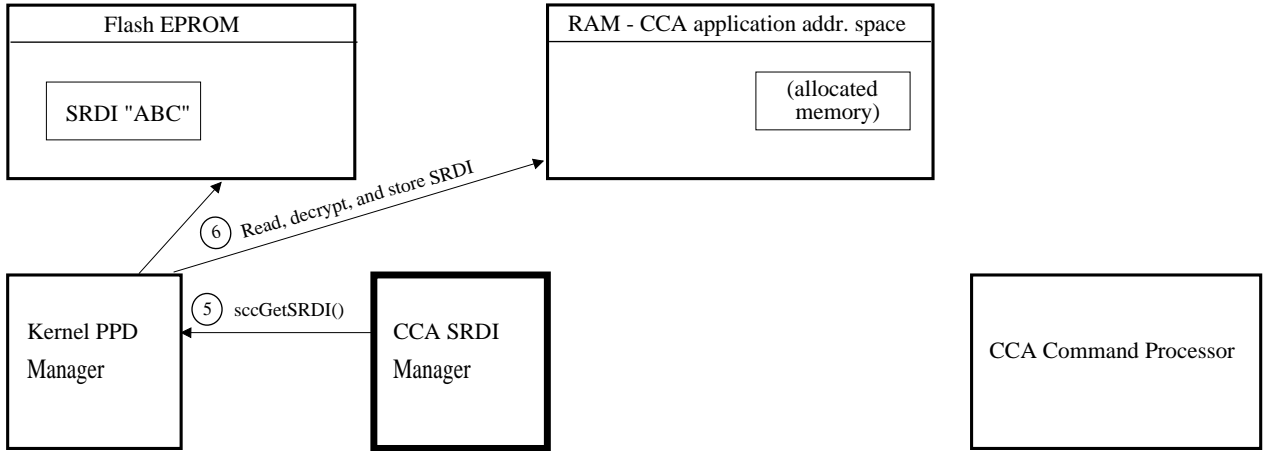 Flash EPROM
RAM - CCA application addr. space
SRDI "ABC"
(allocated
memory)
6 Read, decrypt, and store SRDI
5 sccGetSRDI()
Kernel PPD
Manager
CCA SRDI
Manager
CCA Command Processor